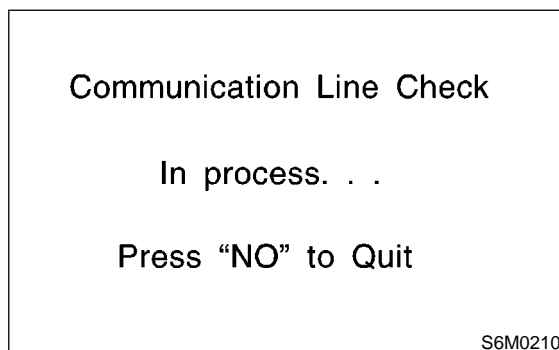 Communication Line Check
In process. . .
Press “NO” to Quit
S6M0210